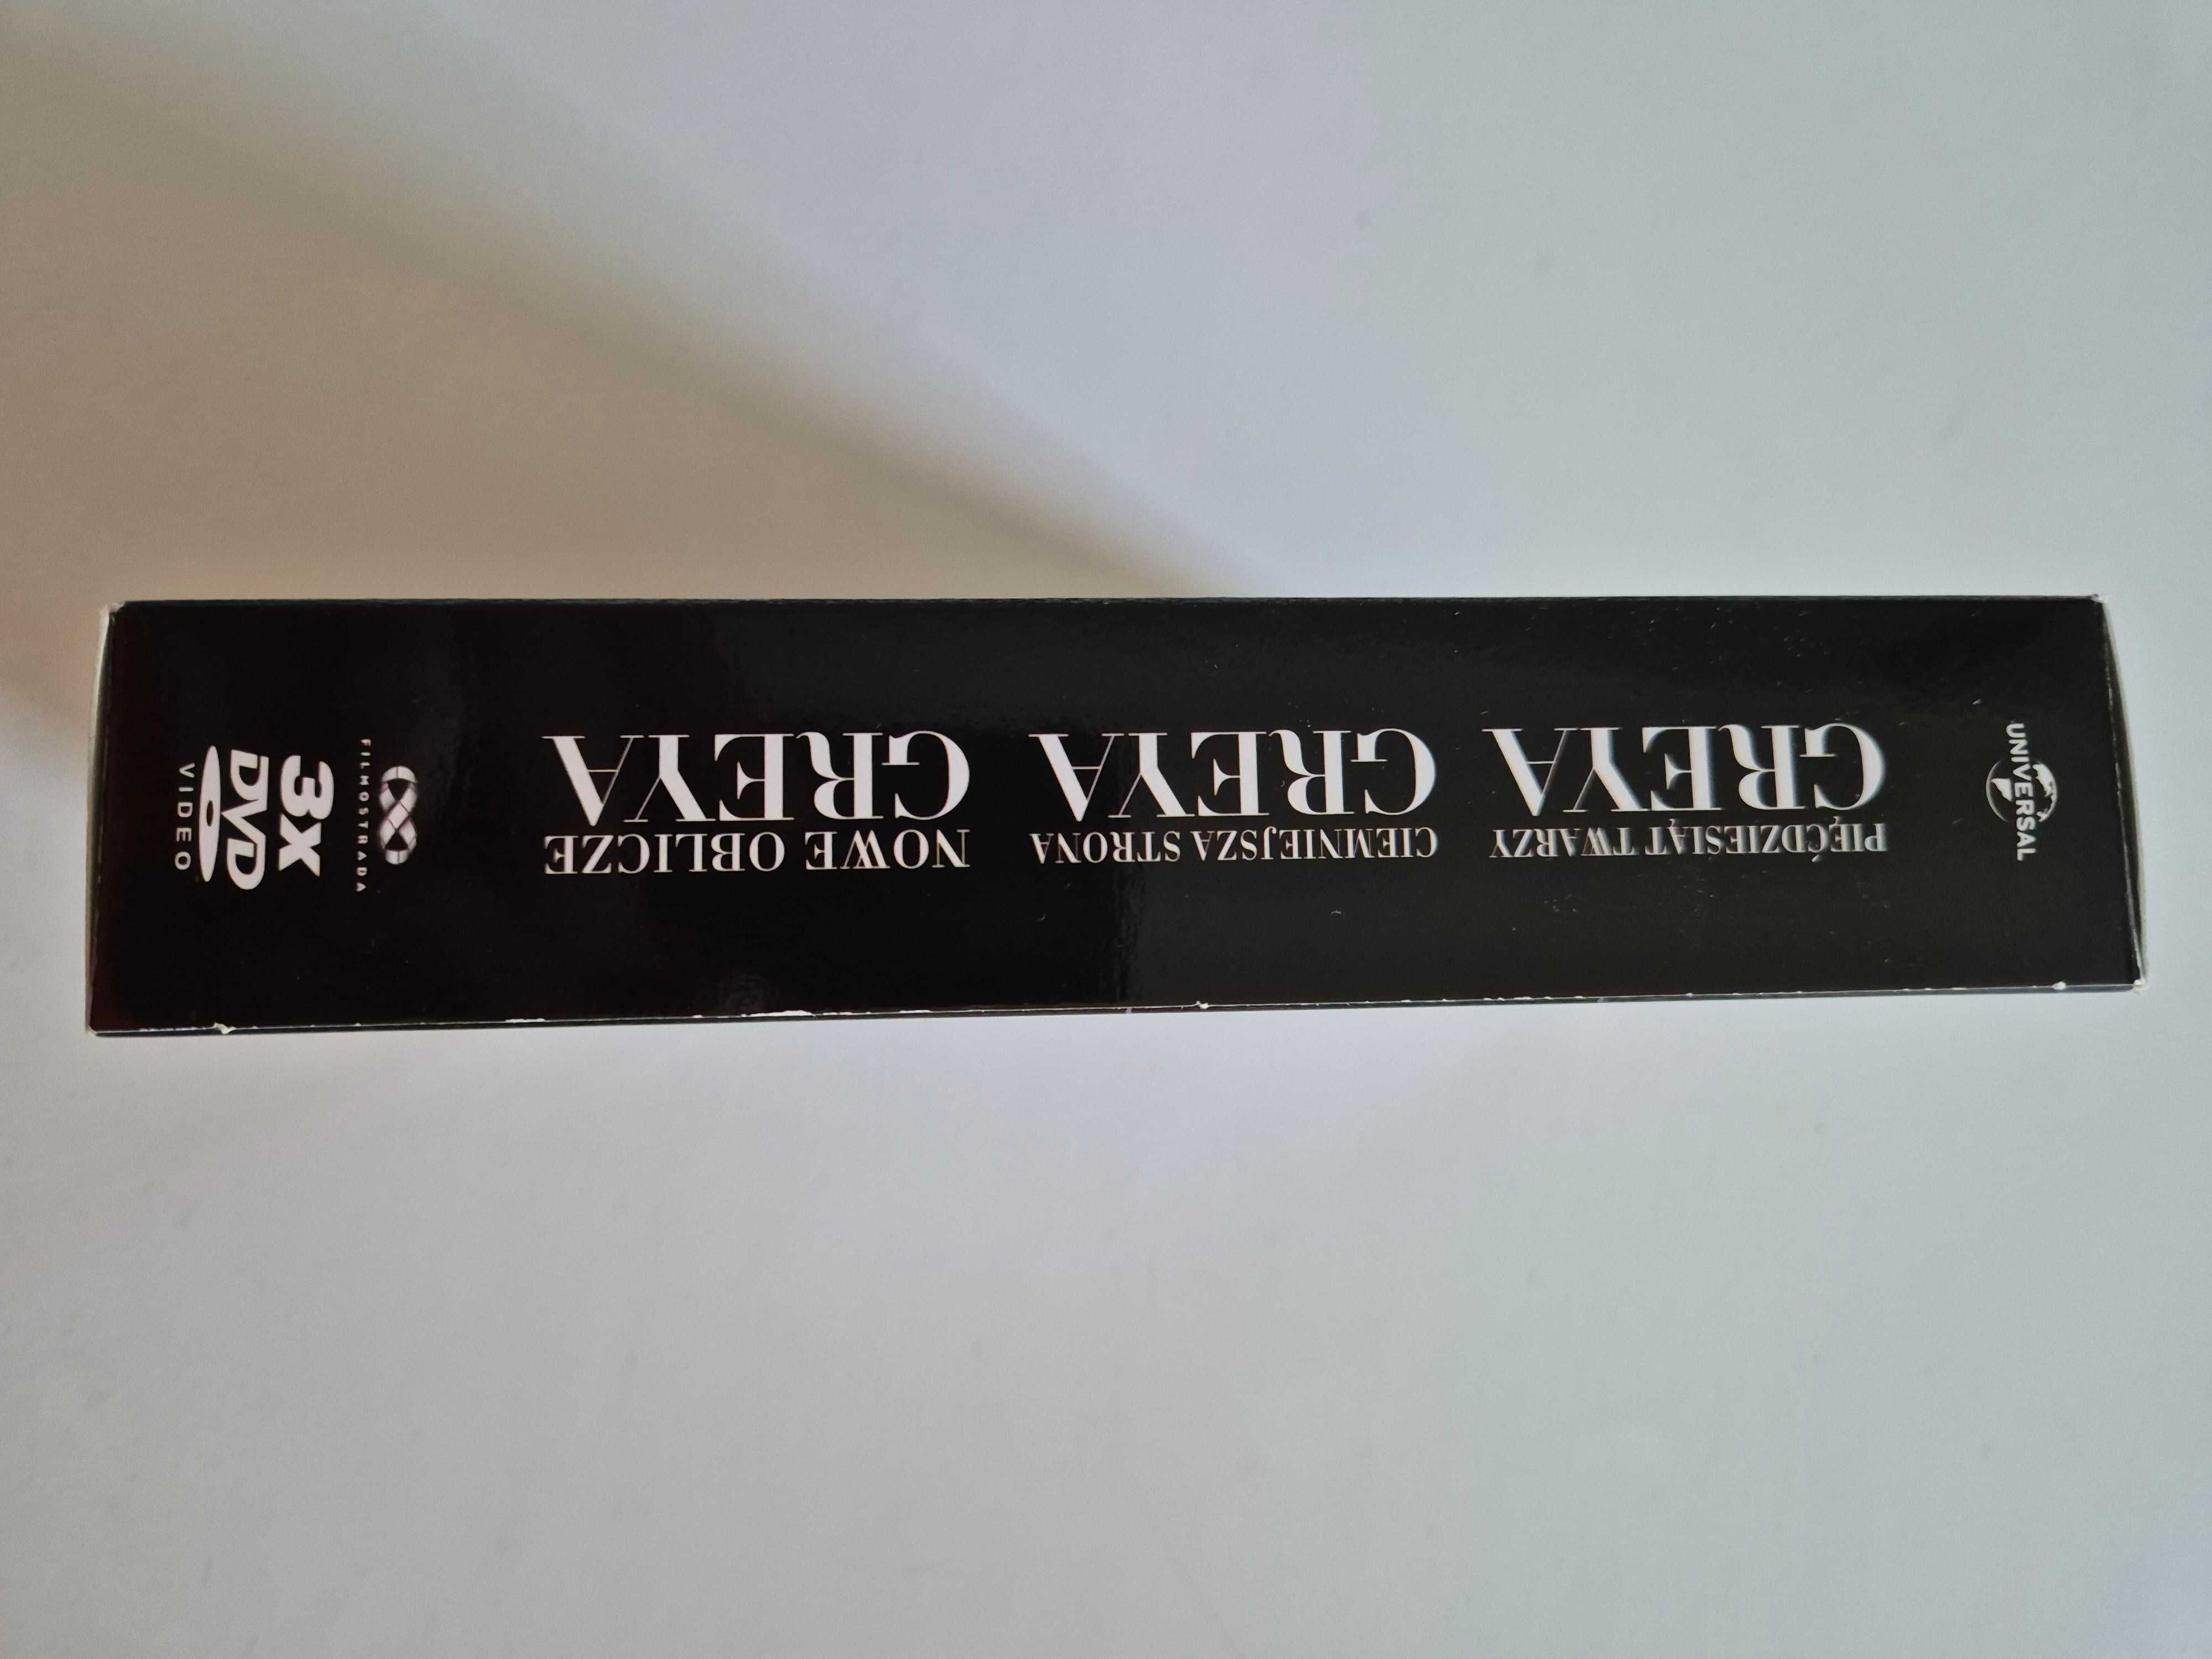 UNIVERSAL
PIĘĆDZIESIĄT TWARZY
GREYA
CIEMNIEJSZA STRONA
GREYA
NOWE OBLICZE
GREYA
FILMOSTRADA
3x
DVD
VIDEO